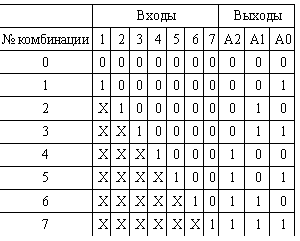 Входы Выходы
№ комбинации 1 2 3 4 5 6 7 A2 A1 A0
0 0 0 0 0 0 0 0 0 0 0
1 1 0 0 0 0 0 0 0 0 1
2 X 1 0 0 0 0 0 0 1 0
3 X X 1 0 0 0 0 0 1 1
4 X X X 1 0 0 0 1 0 0
5 X X X X 1 0 0 1 0 1
6 X X X X X 1 0 1 1 0
7 X X X X X X 1 1 1 1